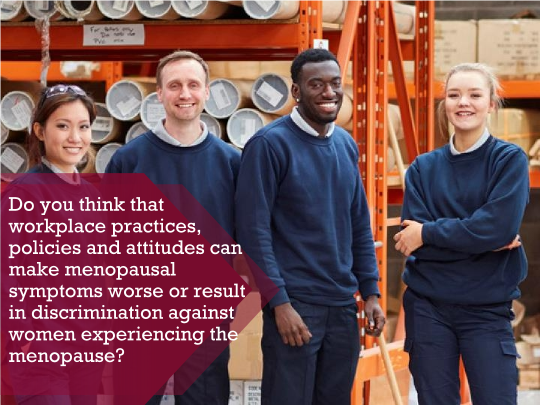 Do you think that
workplace practices,
policies and attitudes can
make menopausal
symptoms worse or result
in discrimination against
women experiencing the
menopause?